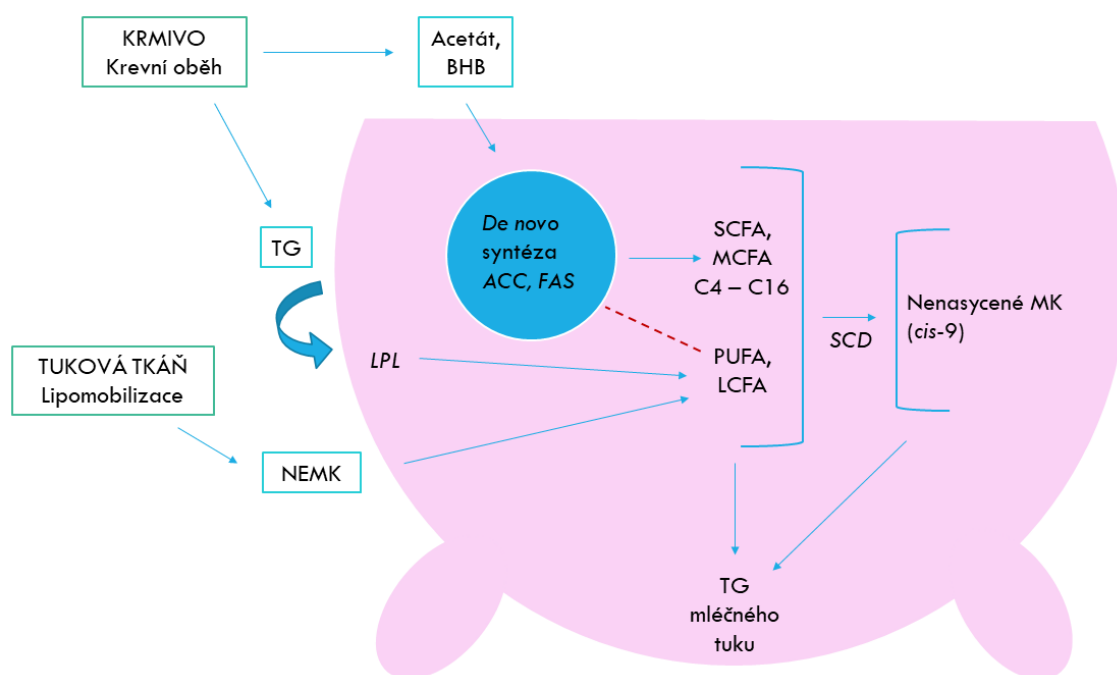 KRMIVO
Krevní oběh
Acetát,
BHB
TG
De novo
syntéza
ACC, FAS
SCFA,
MCFA
C4 – C16
SCD
Nenasycené MK
(cis-9)
LPL
PUFA,
LCFA
TUKOVÁ TKÁŇ
Lipomobilizace
NEMK
TG
mléčného
tuku